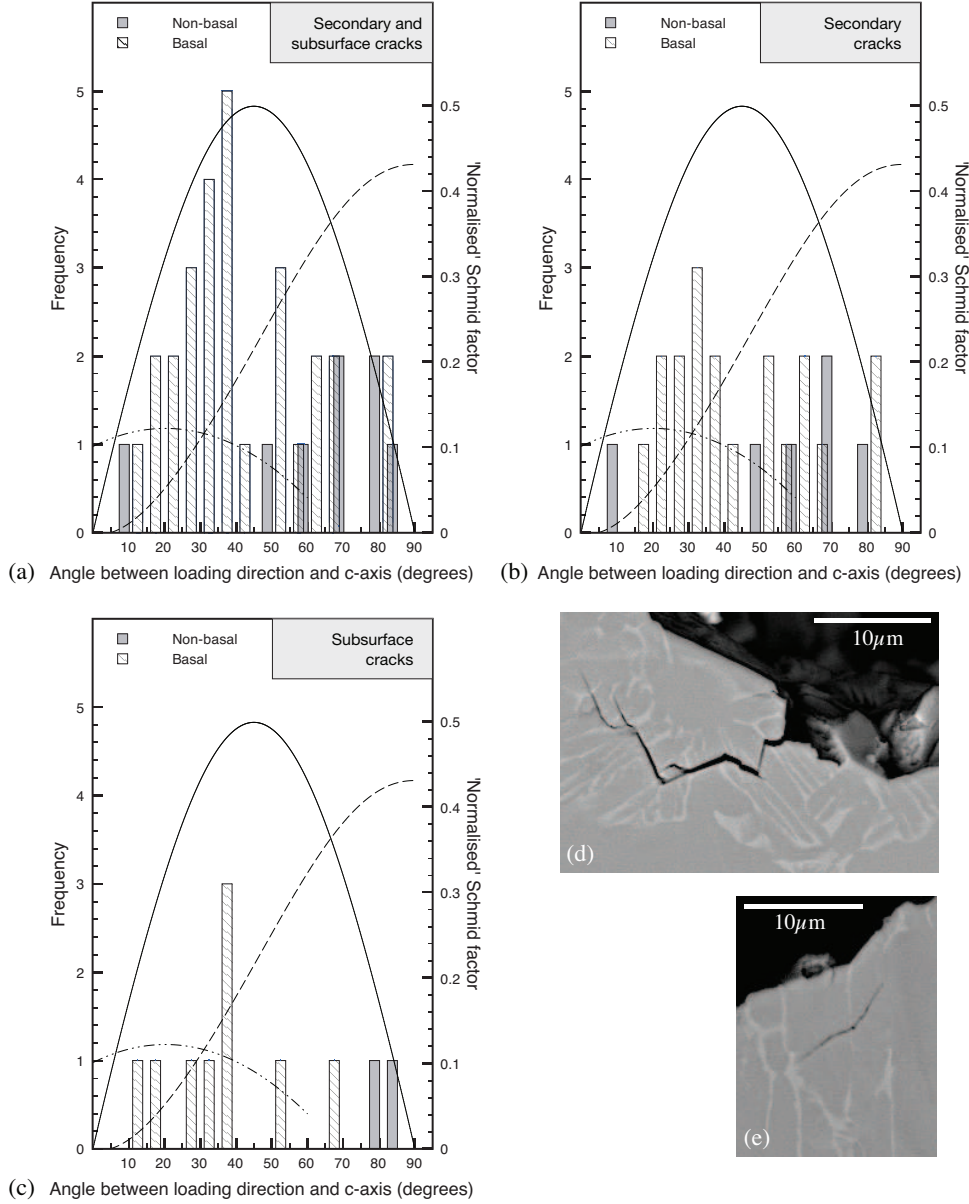 Non-basal
Basal
Secondary and
subsurface cracks
5
4
3
2
1
0
Frequency
0.5
0.4
0.3
0.2
0.1
0
'Normalised' Schmid factor
10 20 30 40 50 60 70 80 90
(a) Angle between loading direction and c-axis (degrees)
Non-basal
Basal
Secondary
cracks
5
4
3
2
1
0
Frequency
0.5
0.4
0.3
0.2
0.1
0
'Normalised' Schmid factor
10 20 30 40 50 60 70 80 90
(b) Angle between loading direction and c-axis (degrees)
Non-basal
Basal
Subsurface
cracks
5
4
3
2
1
0
Frequency
0.5
0.4
0.3
0.2
0.1
0
'Normalised' Schmid factor
10 20 30 40 50 60 70 80 90
(c) Angle between loading direction and c-axis (degrees)
10μm
(d)
10μm
(e)